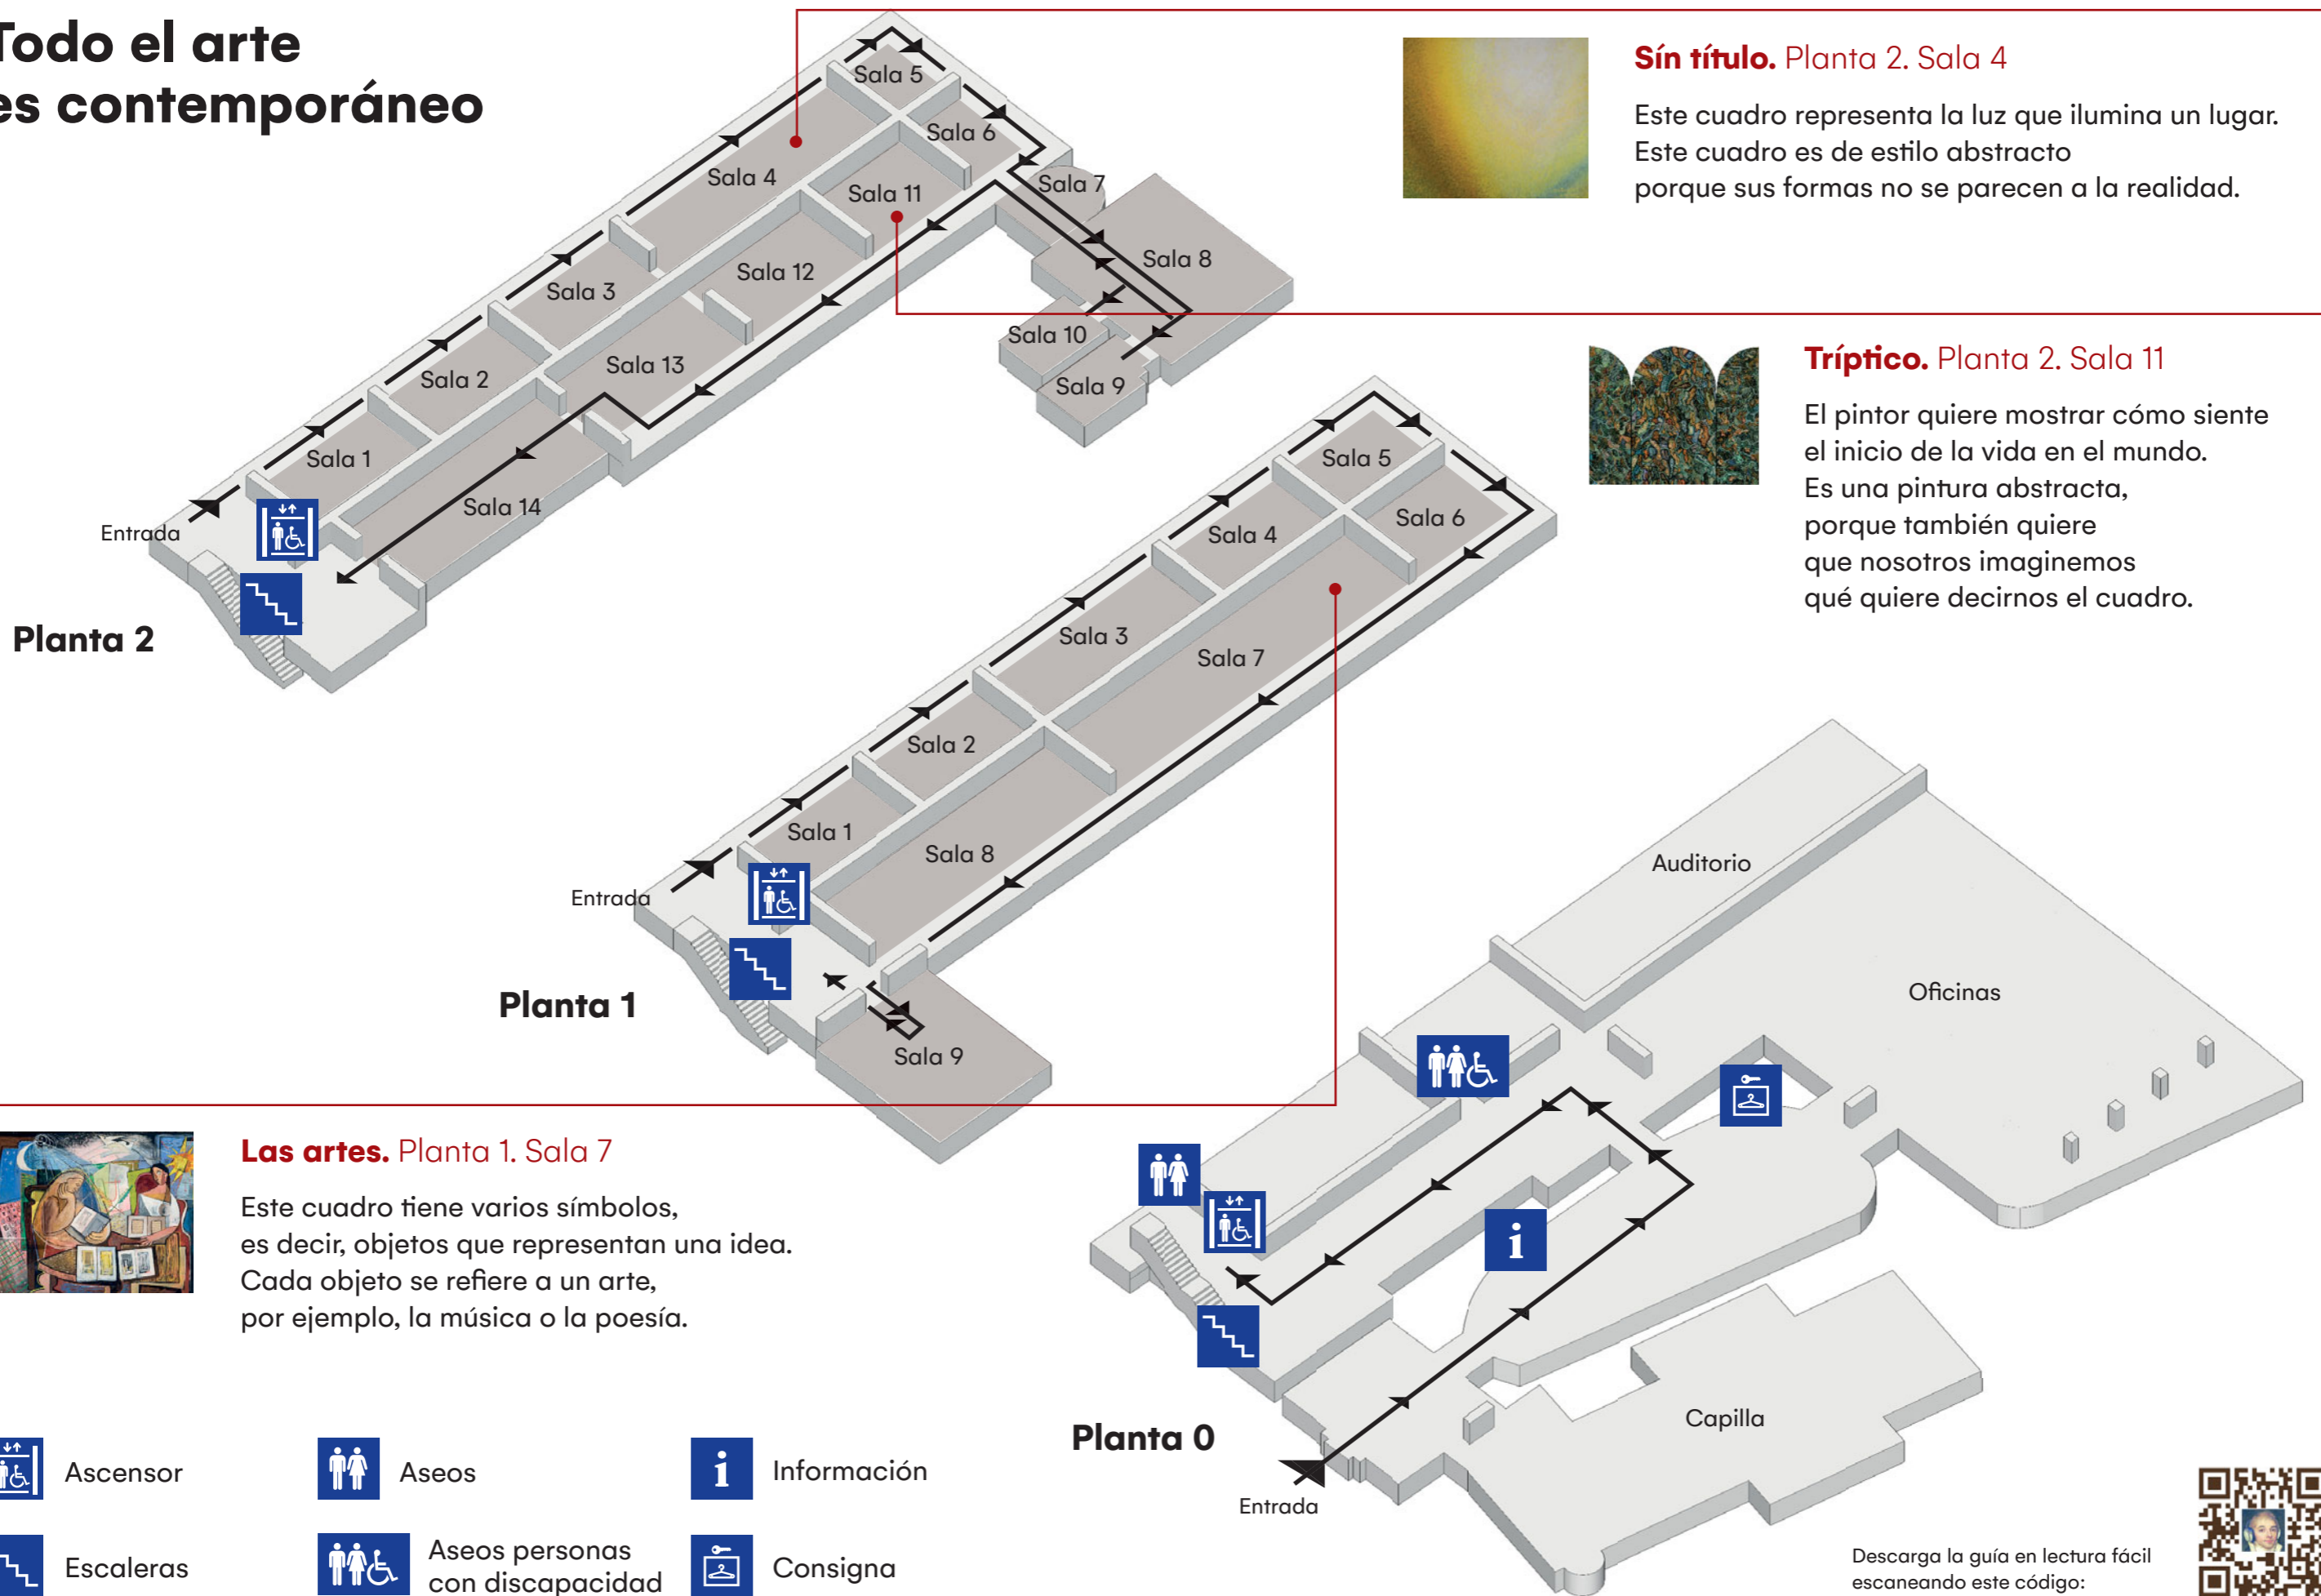 Todo el arte
es contemporáneo
Sín título. Planta 2. Sala 4
Este cuadro representa la luz que ilumina un lugar.
Este cuadro es de estilo abstracto
porque sus formas no se parecen a la realidad.
Tríptico. Planta 2. Sala 11
El pintor quiere mostrar cómo siente
el inicio de la vida en el mundo.
Es una pintura abstracta,
porque también quiere
que nosotros imaginemos
qué quiere decirnos el cuadro.
Sala 5
Sala 6
Sala 4
Sala 7
Sala 11
Sala 8
Sala 12
Sala 3
Sala 10
Sala 13
Sala 2
Sala 9
Sala 1
Sala 14
Entrada
Planta 2
Sala 5
Sala 6
Sala 4
Sala 3
Sala 7
Sala 2
Sala 1
Sala 8
Entrada
Planta 1
Sala 9
Auditorio
Oficinas
i
Capilla
Planta 0
Entrada
Las artes. Planta 1. Sala 7
Este cuadro tiene varios símbolos,
es decir, objetos que representan una idea.
Cada objeto se refiere a un arte,
por ejemplo, la música o la poesía.
Ascensor
Aseos
i Información
Escaleras
Aseos personas
con discapacidad
Consigna
Descarga la guía en lectura fácil
escaneando este código: